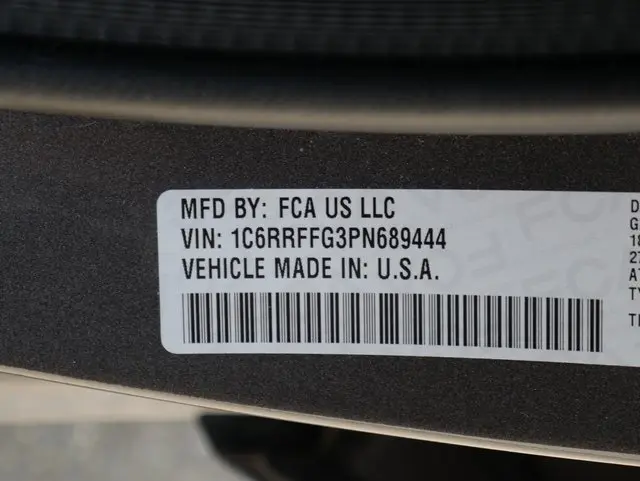 MFD BY: FCA US LLC
VIN: 1C6RRFFG3PN689444
VEHICLE MADE IN: U.S.A.